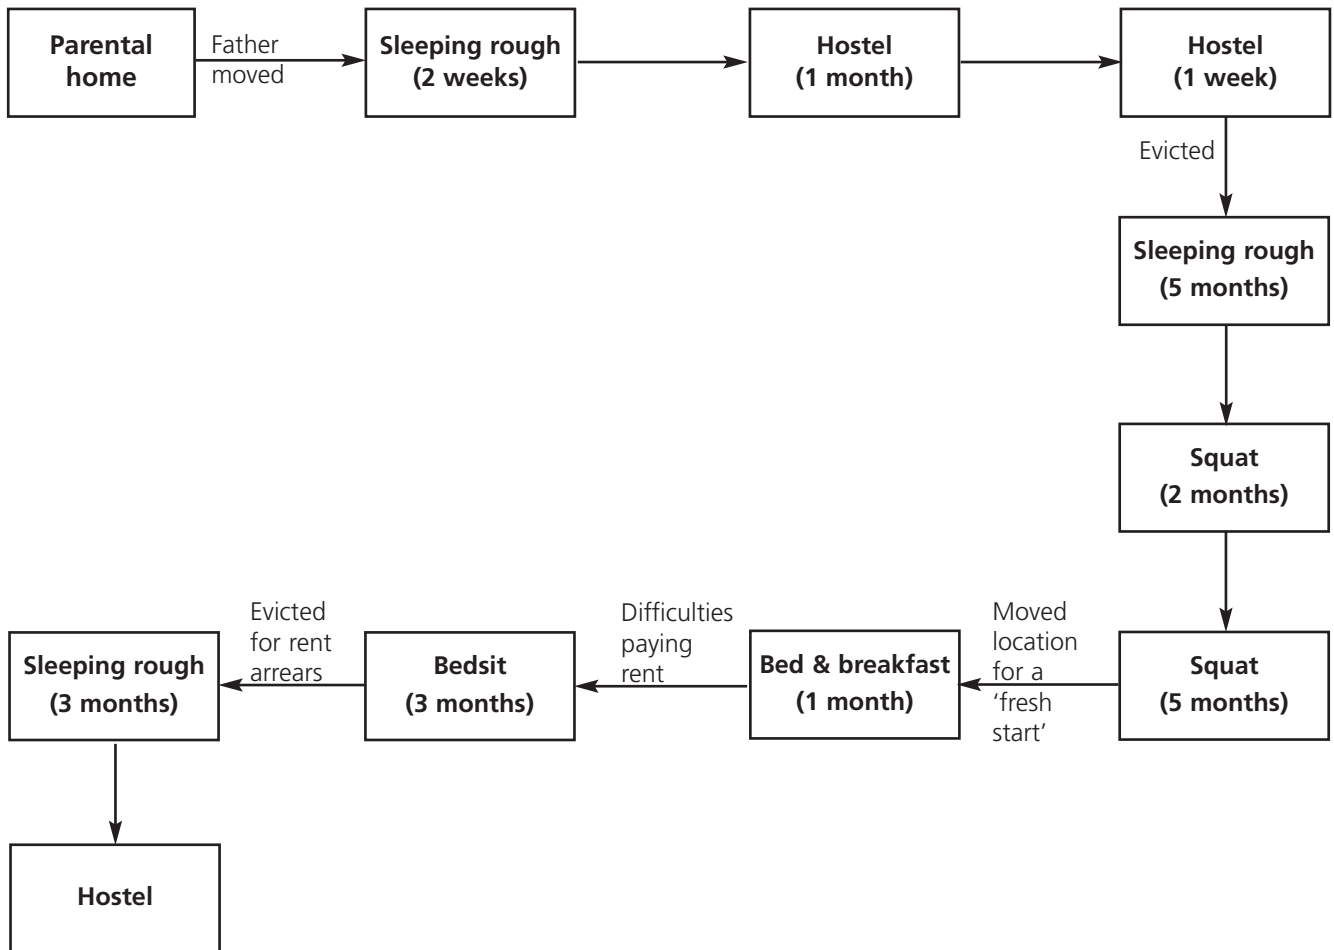 Parental
home
Father
moved
Sleeping rough
(2 weeks)
Hostel
(1 month)
Hostel
(1 week)
Evicted
Sleeping rough
(5 months)
Squat
(2 months)
Squat
(5 months)
Moved
location
for a
‘fresh
start’
Bed & breakfast
(1 month)
Difficulties
paying
rent
Bedsit
(3 months)
Evicted
for rent
arrears
Sleeping rough
(3 months)
Hostel